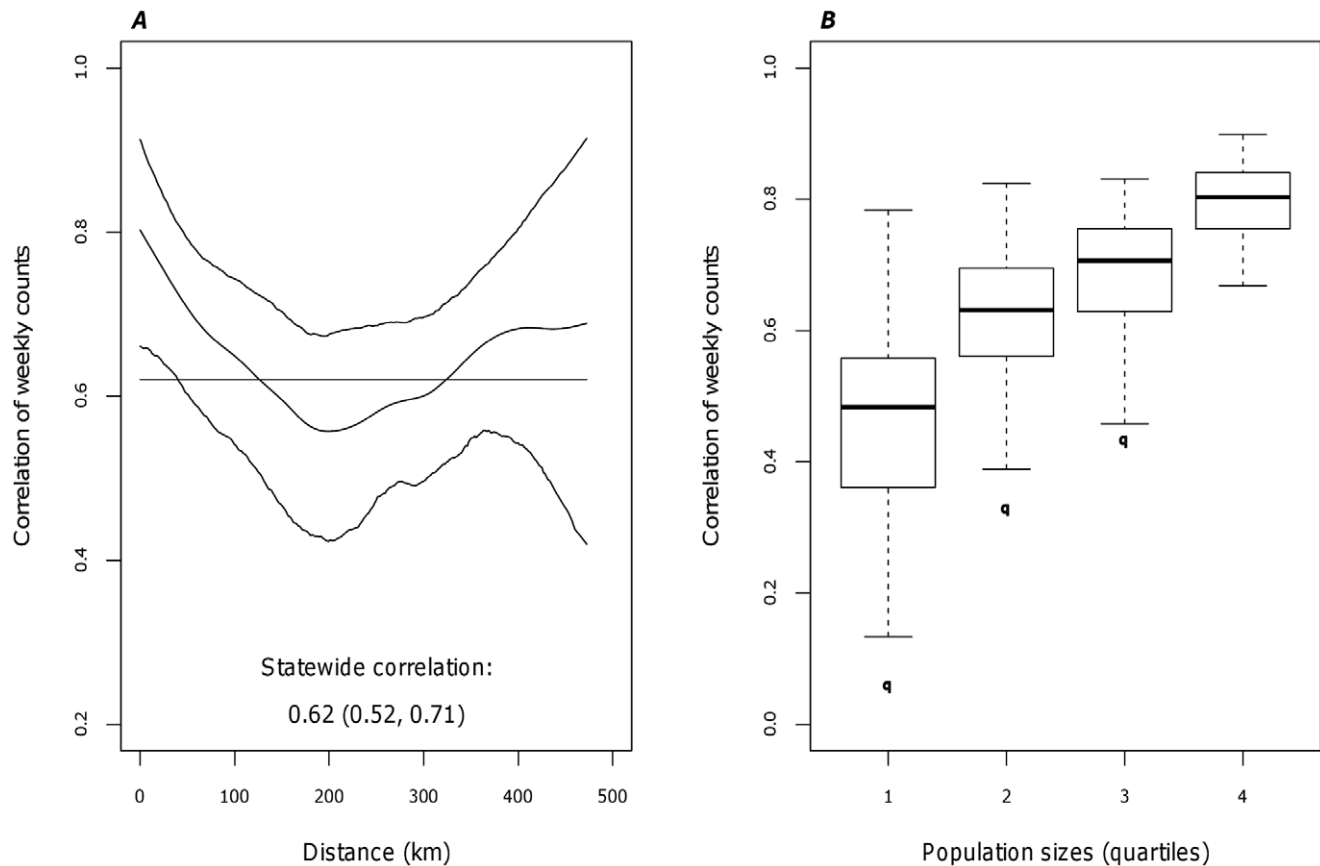 A
Correlation of weekly counts
1.0
0.8
0.6
0.4
0.2
Statewide correlation:
0.62 (0.52, 0.71)
0 100 200 300 400 500
Distance (km)
B
Correlation of weekly counts
1.0
0.8
0.6
0.4
0.2
0.0
q
q
q
1 2 3 4
Population sizes (quartiles)